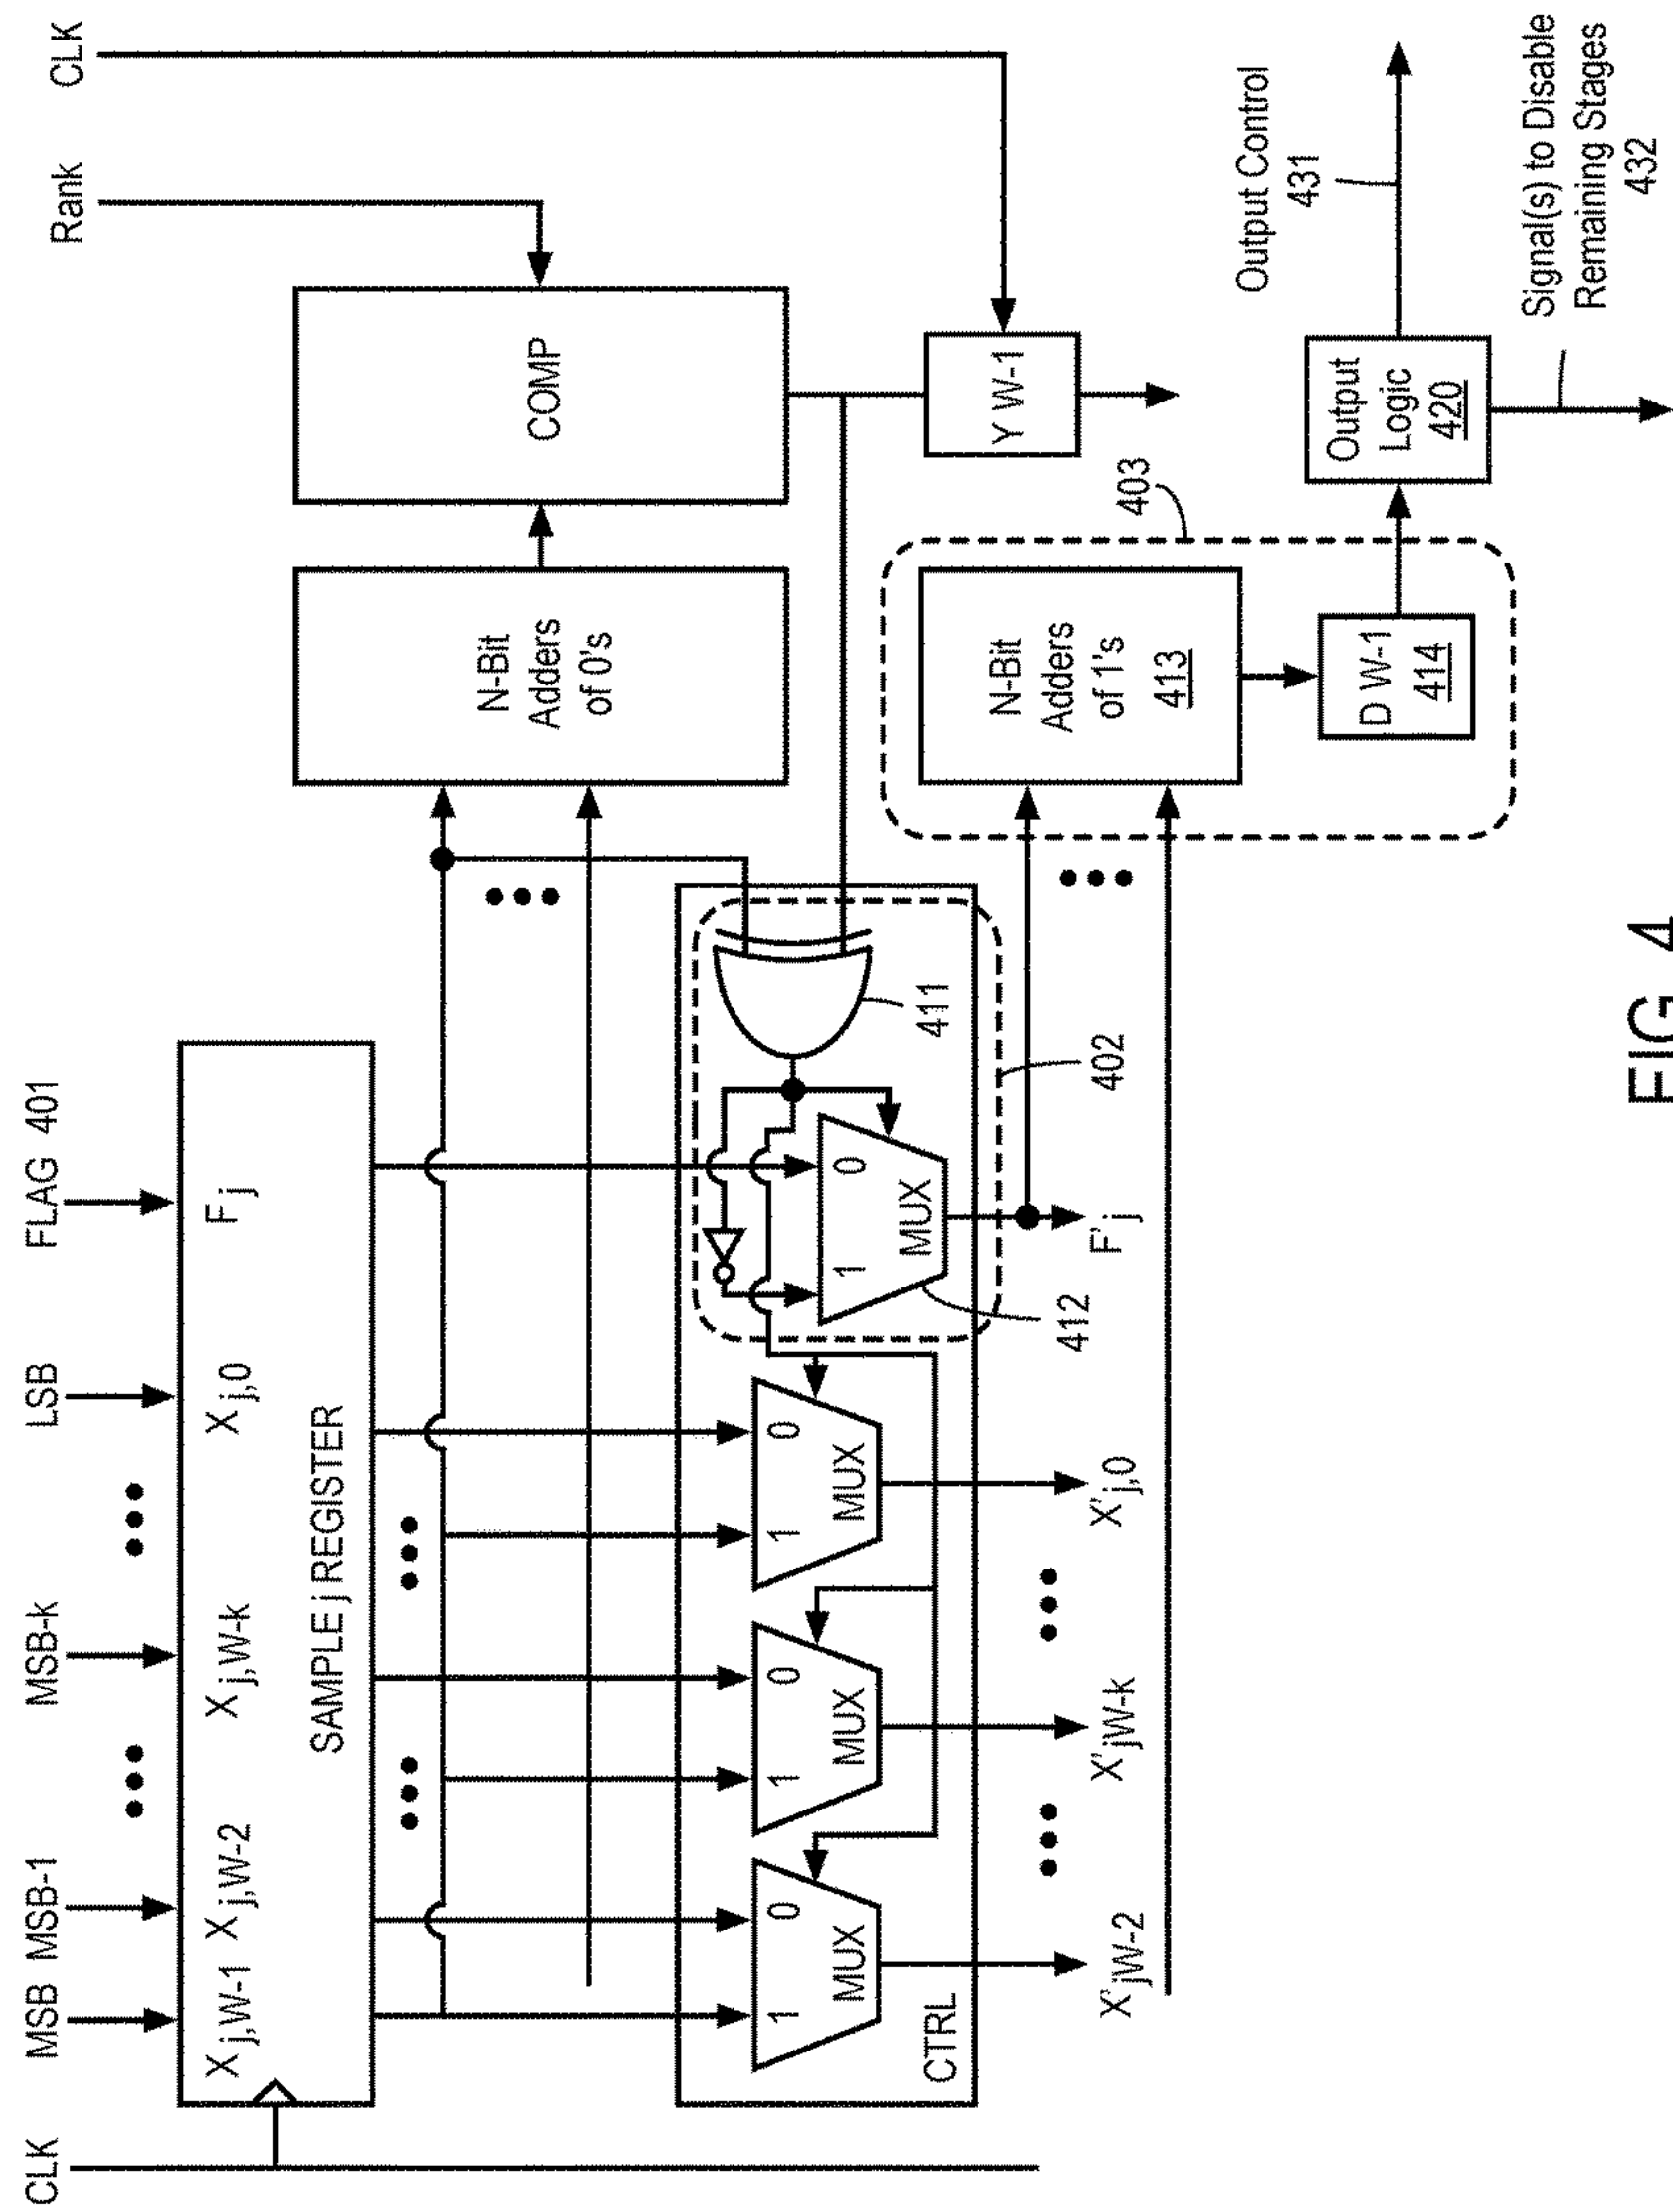 CLK
MSB
MSB-1
MSB-k
LSB
FLAG 401
Rank
CLK
X j,W-1
X j,W-2
X j,W-k
X j,0
F j
SAMPLE j REGISTER
N-Bit
Adders
of 0's
COMP
1
0
MUX
1
0
MUX
1
0
MUX
1
0
MUX
CTRL
411
412
402
403
Y W-1
X'jW-2
X'jW-k
X'j,0
F'j
N-Bit
Adders
of 1's
413
D W-1
414
Output
Logic
420
Output Control
431
Signal(s) to Disable
Remaining Stages
432
FIG. 4